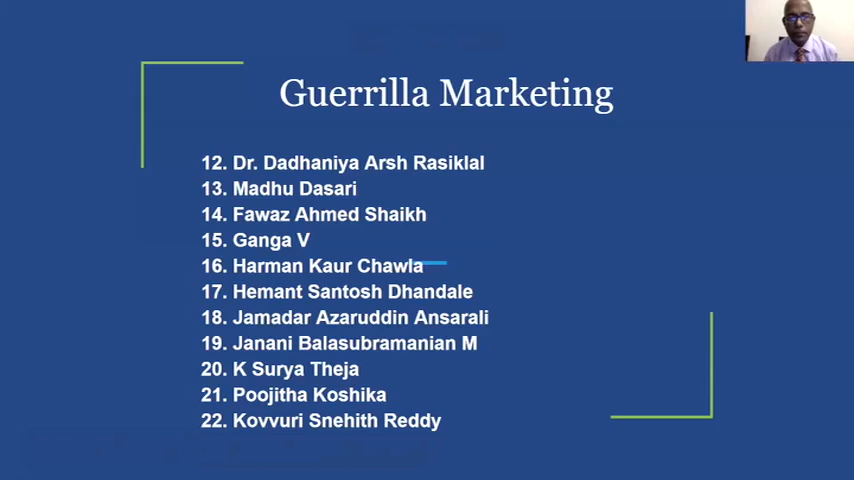 Guerrilla Marketing
12. Dr. Dadhaniya Arsh Rasiklal
13. Madhu Dasari
14. Fawaz Ahmed Shaikh
15. Ganga V
16. Harman Kaur Chawla
17. Hemant Santosh Dhandale
18. Jamadar Azaruddin Ansarali
19. Janani Balasubramanian M
20. K Surya Theja
21. Poojitha Koshika
22. Kovvuri Snehith Reddy